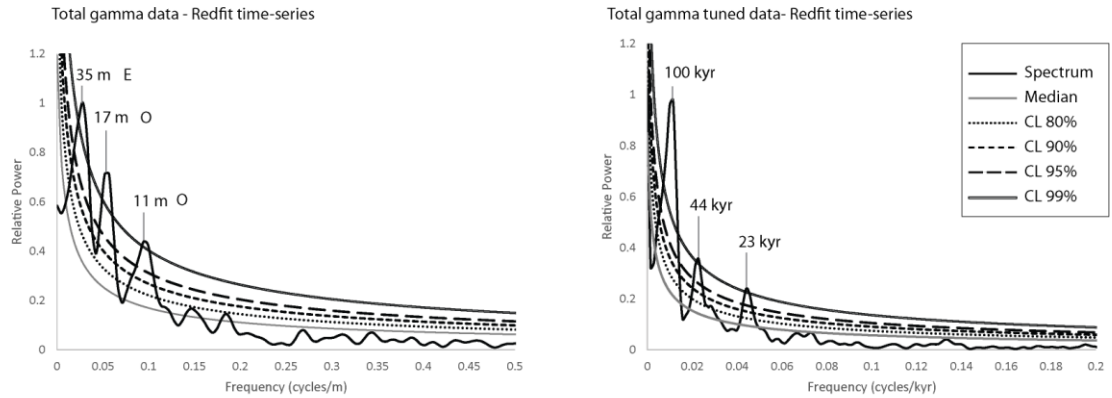 Total gamma data - Redfit time-series
1.2
1
0.8
0.6
0.4
0.2
0
Relative Power
35 m E
17 m O
11 m O
0
0.05
0.1
0.15
0.2
0.25
0.3
0.35
0.4
0.45
0.5
Frequency (cycles/m)
Total gamma tuned data- Redfit time-series
1.2
1
0.8
0.6
0.4
0.2
0
Relative Power
100 kyr
44 kyr
23 kyr
0
0.02
0.04
0.06
0.08
0.1
0.12
0.14
0.16
0.18
0.2
Frequency (cycles/kyr)
Spectrum
Median
CL 80%
CL 90%
CL 95%
CL 99%